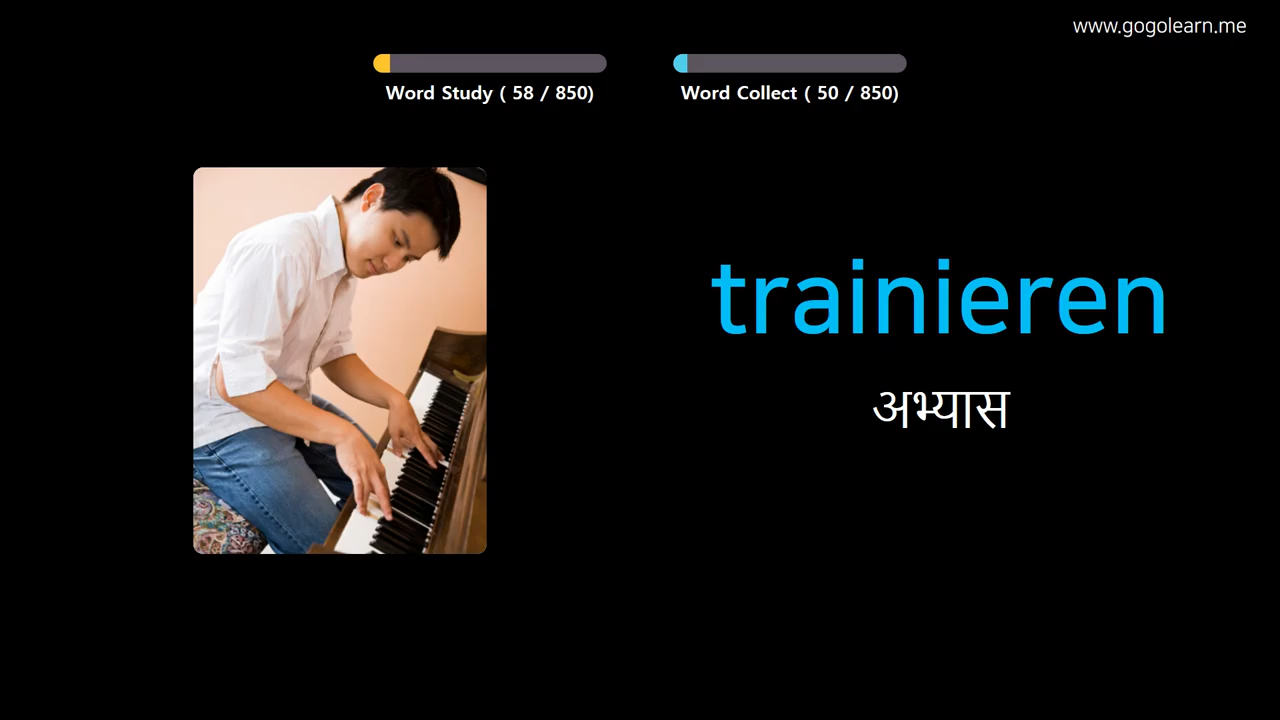 www.gogolearn.me
Word Study ( 58 / 850)
Word Collect ( 50 / 850)
trainieren
अभ्यास